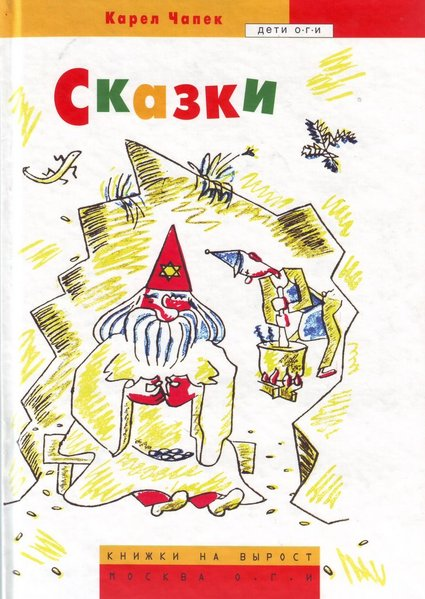 Карел Чапек
дети о·г·и
Сказки
КНИЖКИ НА ВЫРОСТ
МОСКВА О.Г.И